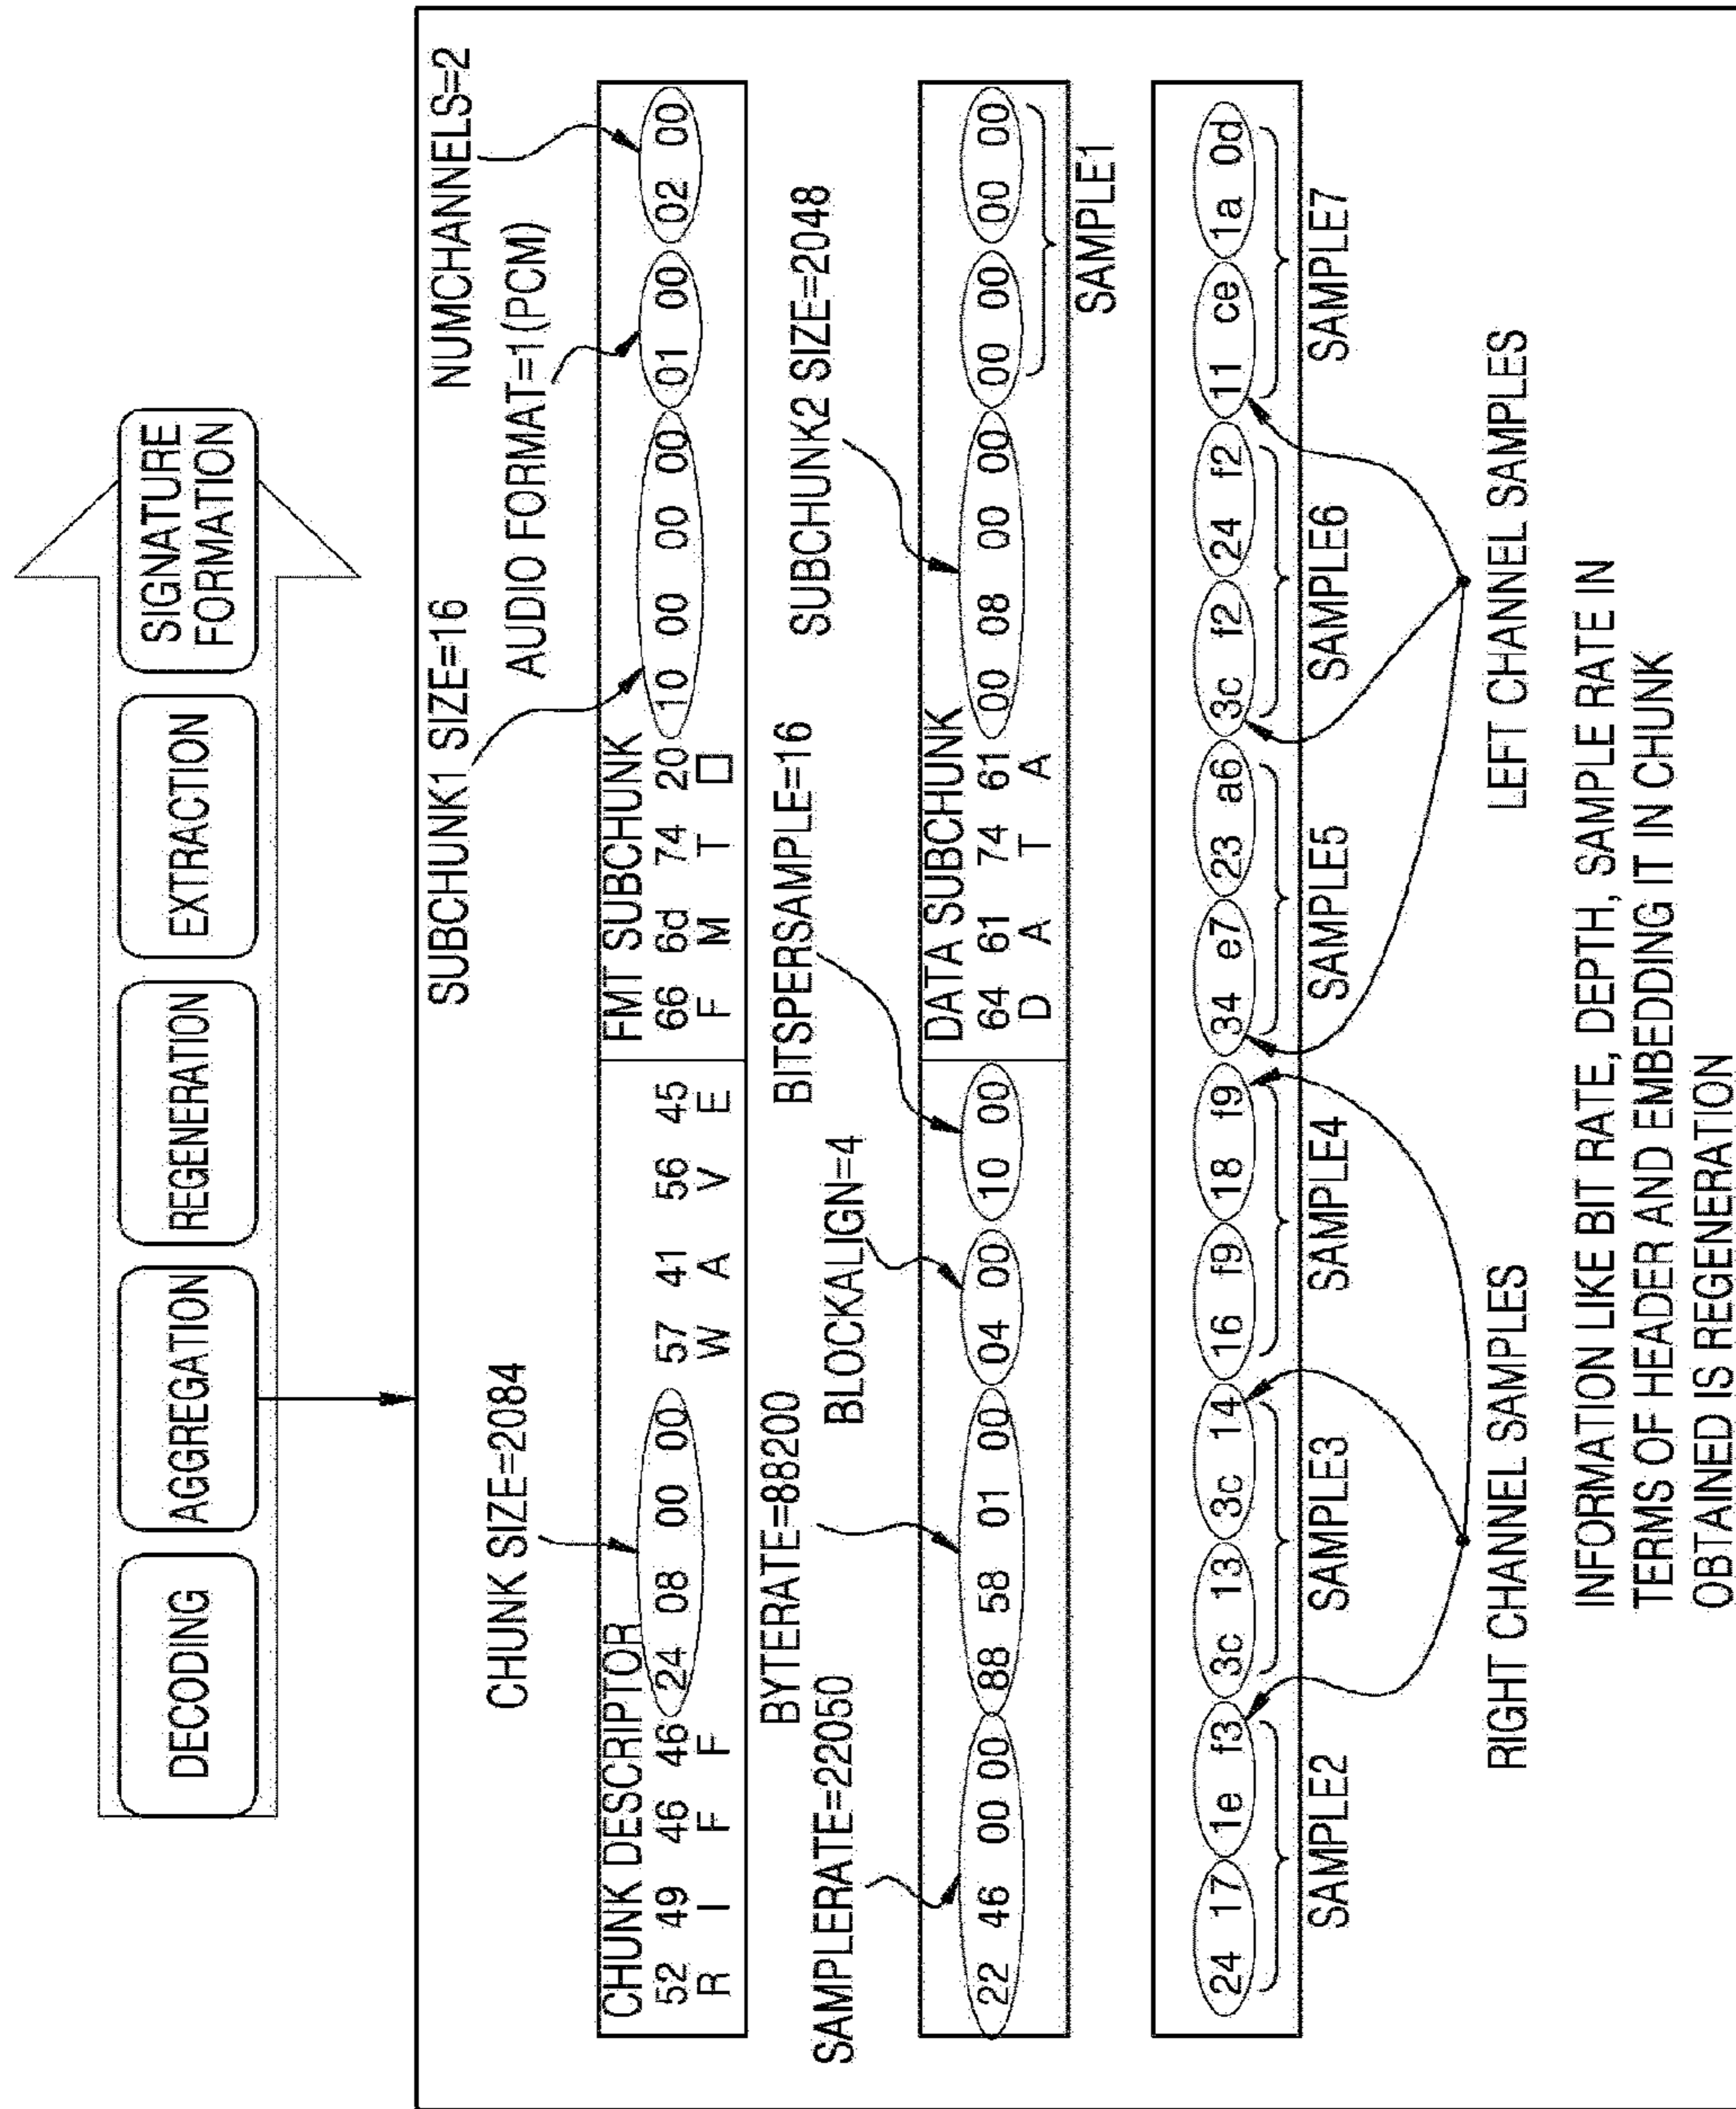 DECODING
AGGREGATION
REGENERATION
EXTRACTION
SIGNATURE
FORMATION
CHUNK SIZE=2084
SUBCHUNK1 SIZE=16
AUDIO FORMAT=1(PCM)
NUMCHANNELS=2
CHUNK DESCRIPTOR
FMT SUBCHUNK
52 49 46 46 24 08 00 00 57 41 56 45 66 6d 74 20 10 00 00 00 01 00 02 00
R I F F W A V E F M T □
SAMPLERATE=22050
BYTERATE=88200
BLOCKALIGN=4
BITSPERSAMPLE=16
SUBCHUNK2 SIZE=2048
DATA SUBCHUNK
22 46 00 00 88 58 01 00 04 00 10 00 64 61 74 61 00 08 00 00 00 00 00 00
D A T A
SAMPLE1
24 17 1e f3 3c 13 3c 14 16 f9 18 f9 34 e7 23 a6 3c f2 24 f2 11 ce 1a 0d
SAMPLE2 SAMPLE3 SAMPLE4 SAMPLE5 SAMPLE6 SAMPLE7
RIGHT CHANNEL SAMPLES
LEFT CHANNEL SAMPLES
INFORMATION LIKE BIT RATE, DEPTH, SAMPLE RATE IN
TERMS OF HEADER AND EMBEDDING IT IN CHUNK
OBTAINED IS REGENERATION